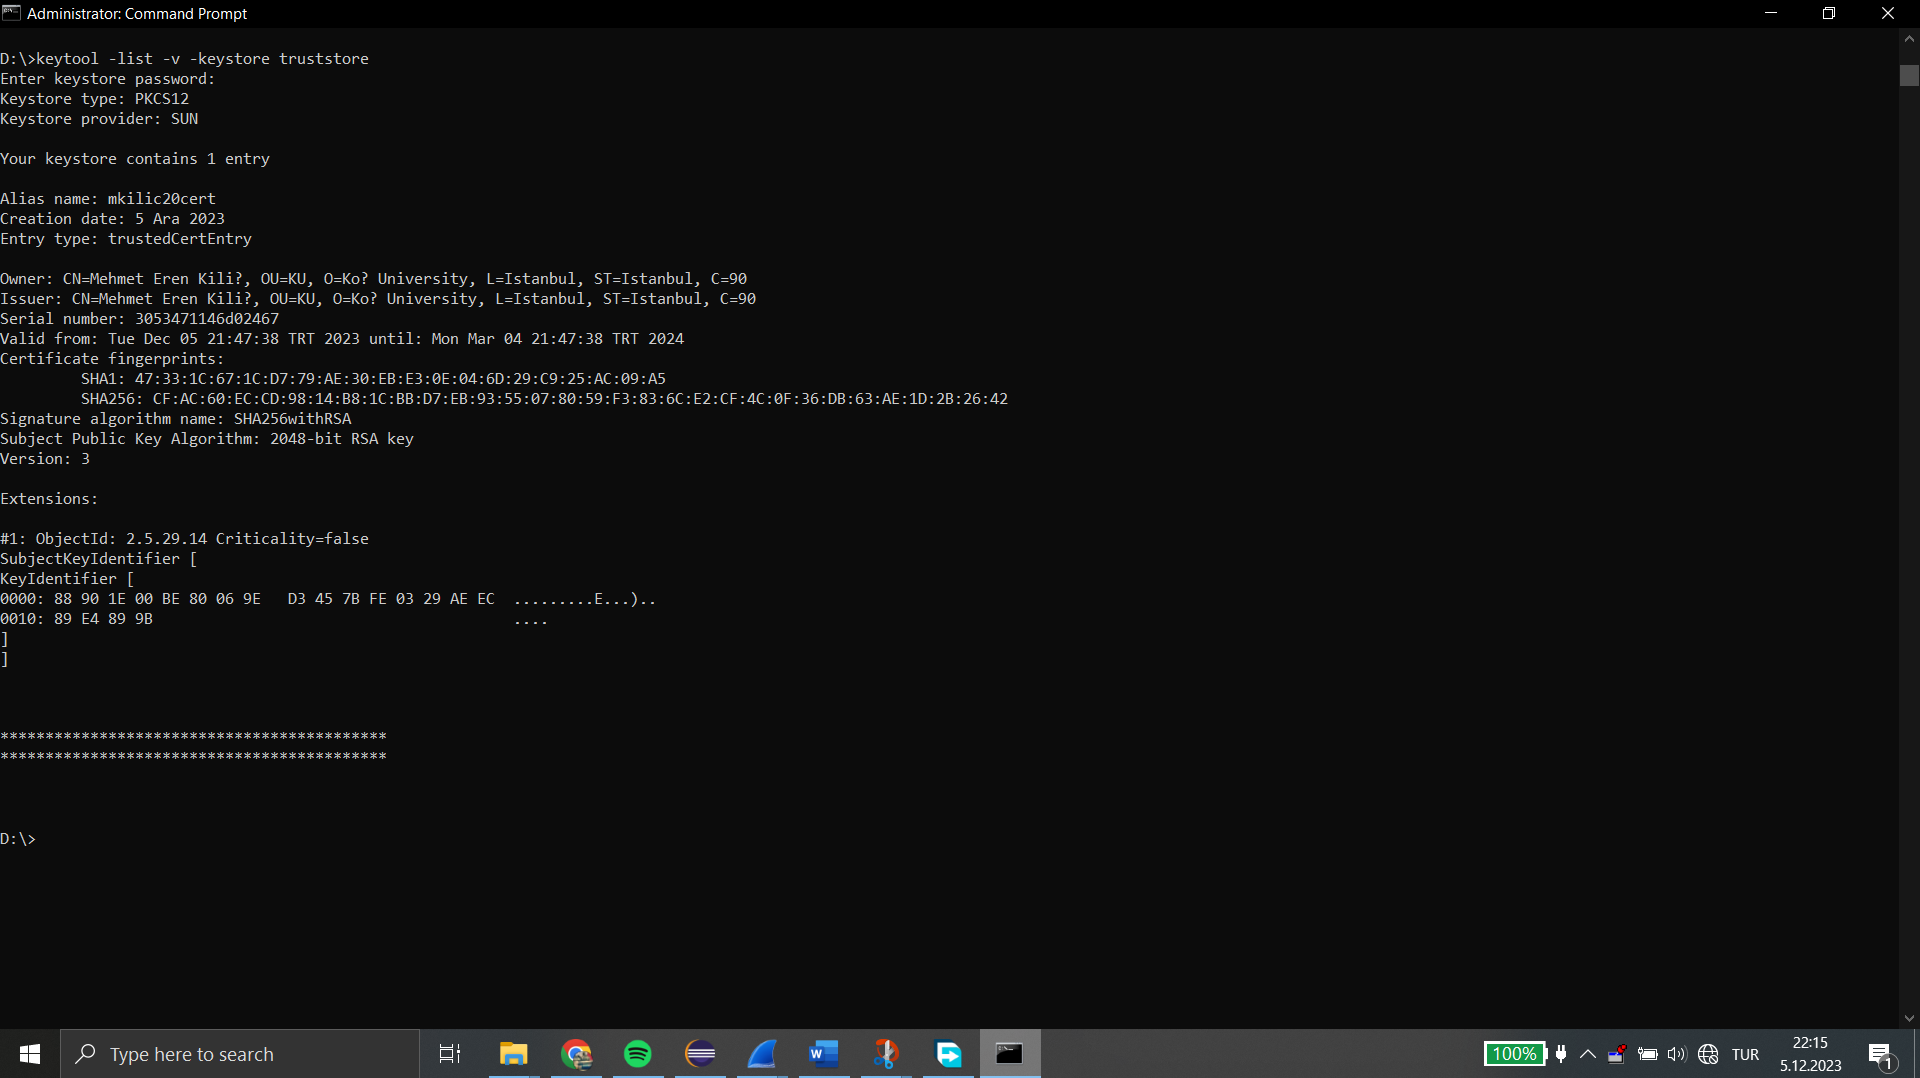 Administrator: Command Prompt
D:\>keytool -list -v -keystore truststore
Enter keystore password:
Keystore type: PKCS12
Keystore provider: SUN
Your keystore contains 1 entry
Alias name: mkilic20cert
Creation date: 5 Ara 2023
Entry type: trustedCertEntry
Owner: CN=Mehmet Eren Kili?, OU=KU, O=Ko? University, L=Istanbul, ST=Istanbul, C=90
Issuer: CN=Mehmet Eren Kili?, OU=KU, O=Ko? University, L=Istanbul, ST=Istanbul, C=90
Serial number: 3053471146d02467
Valid from: Tue Dec 05 21:47:38 TRT 2023 until: Mon Mar 04 21:47:38 TRT 2024
Certificate fingerprints:
SHA1: 47:33:1C:67:1C:D7:79:AE:30:EB:E3:0E:04:6D:29:C9:25:AC:09:A5
SHA256: CF:AC:60:EC:CD:98:14:B8:1C:BB:D7:EB:93:55:07:80:59:F3:83:6C:E2:CF:4C:0F:36:DB:63:AE:1D:2B:26:42
Signature algorithm name: SHA256withRSA
Subject Public Key Algorithm: 2048-bit RSA key
Version: 3
Extensions:
#1: ObjectId: 2.5.29.14 Criticality=false
SubjectKeyIdentifier [
KeyIdentifier [
0000: 88 90 1E 00 BE 80 06 9E   D3 45 7B FE 03 29 AE EC  .........E...)..
0010: 89 E4 89 9B                                        ....
]
]
*******************************************
*******************************************
D:\>
Type here to search
100%
TUR
22:15
5.12.2023
1